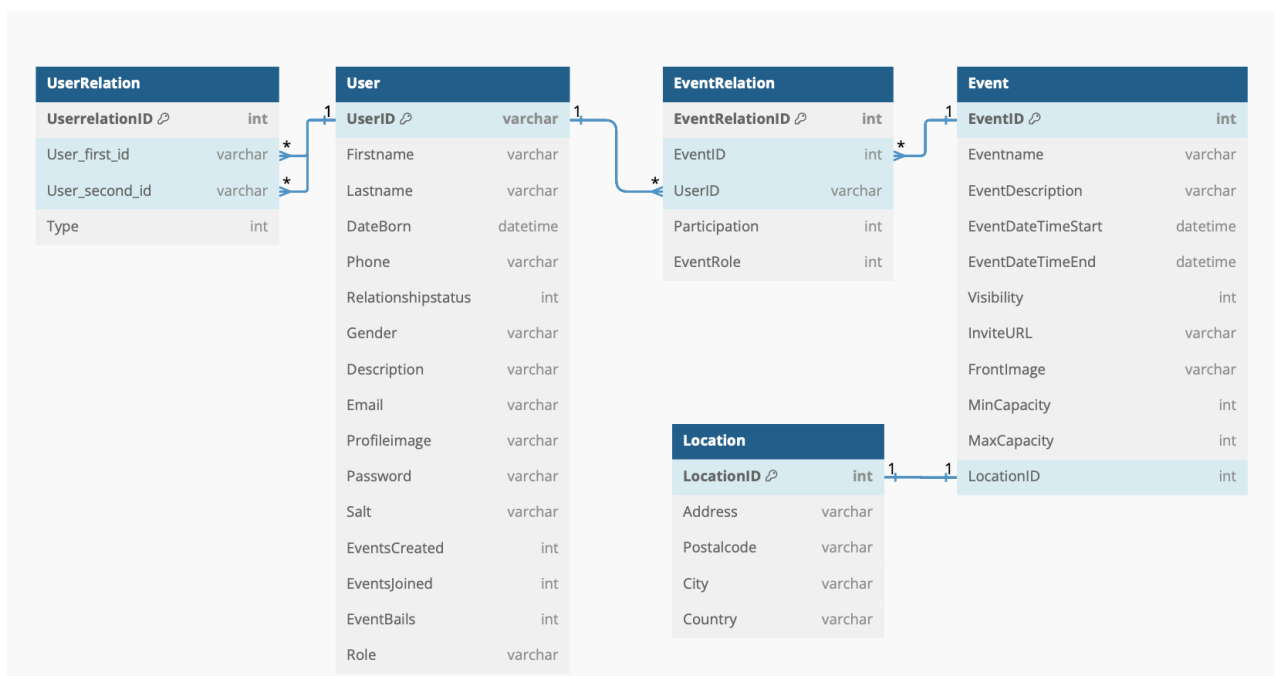 UserRelation
UserrelationID int
User_first_id varchar
User_second_id varchar
Type int
1
*
*
User
UserID varchar
Firstname varchar
Lastname varchar
DateBorn datetime
Phone varchar
Relationshipstatus int
Gender varchar
Description varchar
Email varchar
Profileimage varchar
Password varchar
Salt varchar
EventsCreated int
EventsJoined int
EventBails int
Role varchar
1
*
EventRelation
EventRelationID int
EventID int
UserID varchar
Participation int
EventRole int
1
*
Event
EventID int
Eventname varchar
EventDescription varchar
EventDateTimeStart datetime
EventDateTimeEnd datetime
Visibility int
InviteURL varchar
FrontImage varchar
MinCapacity int
MaxCapacity int
LocationID int
Location
LocationID int
Address varchar
Postalcode varchar
City varchar
Country varchar
1 1